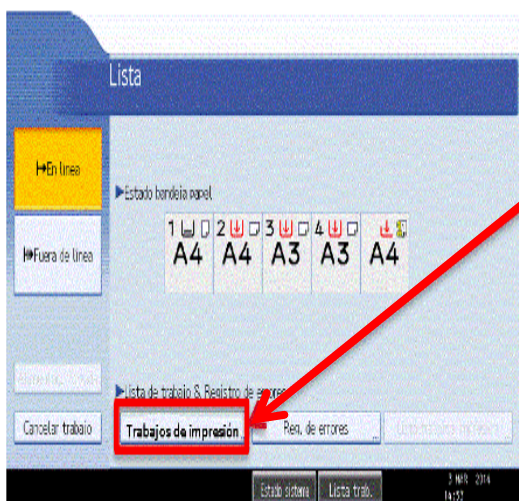 Lista
En línea
Estado bandeja papel
1 2 3 4
A4 A4 A3 A3 A4
Fuera de línea
Lista de trabajo & Registro de errores
Cancelar trabajo
Trabajos de impresión
Reg. de errores
Estado sistema
Lista trab.
3 MAR 2014